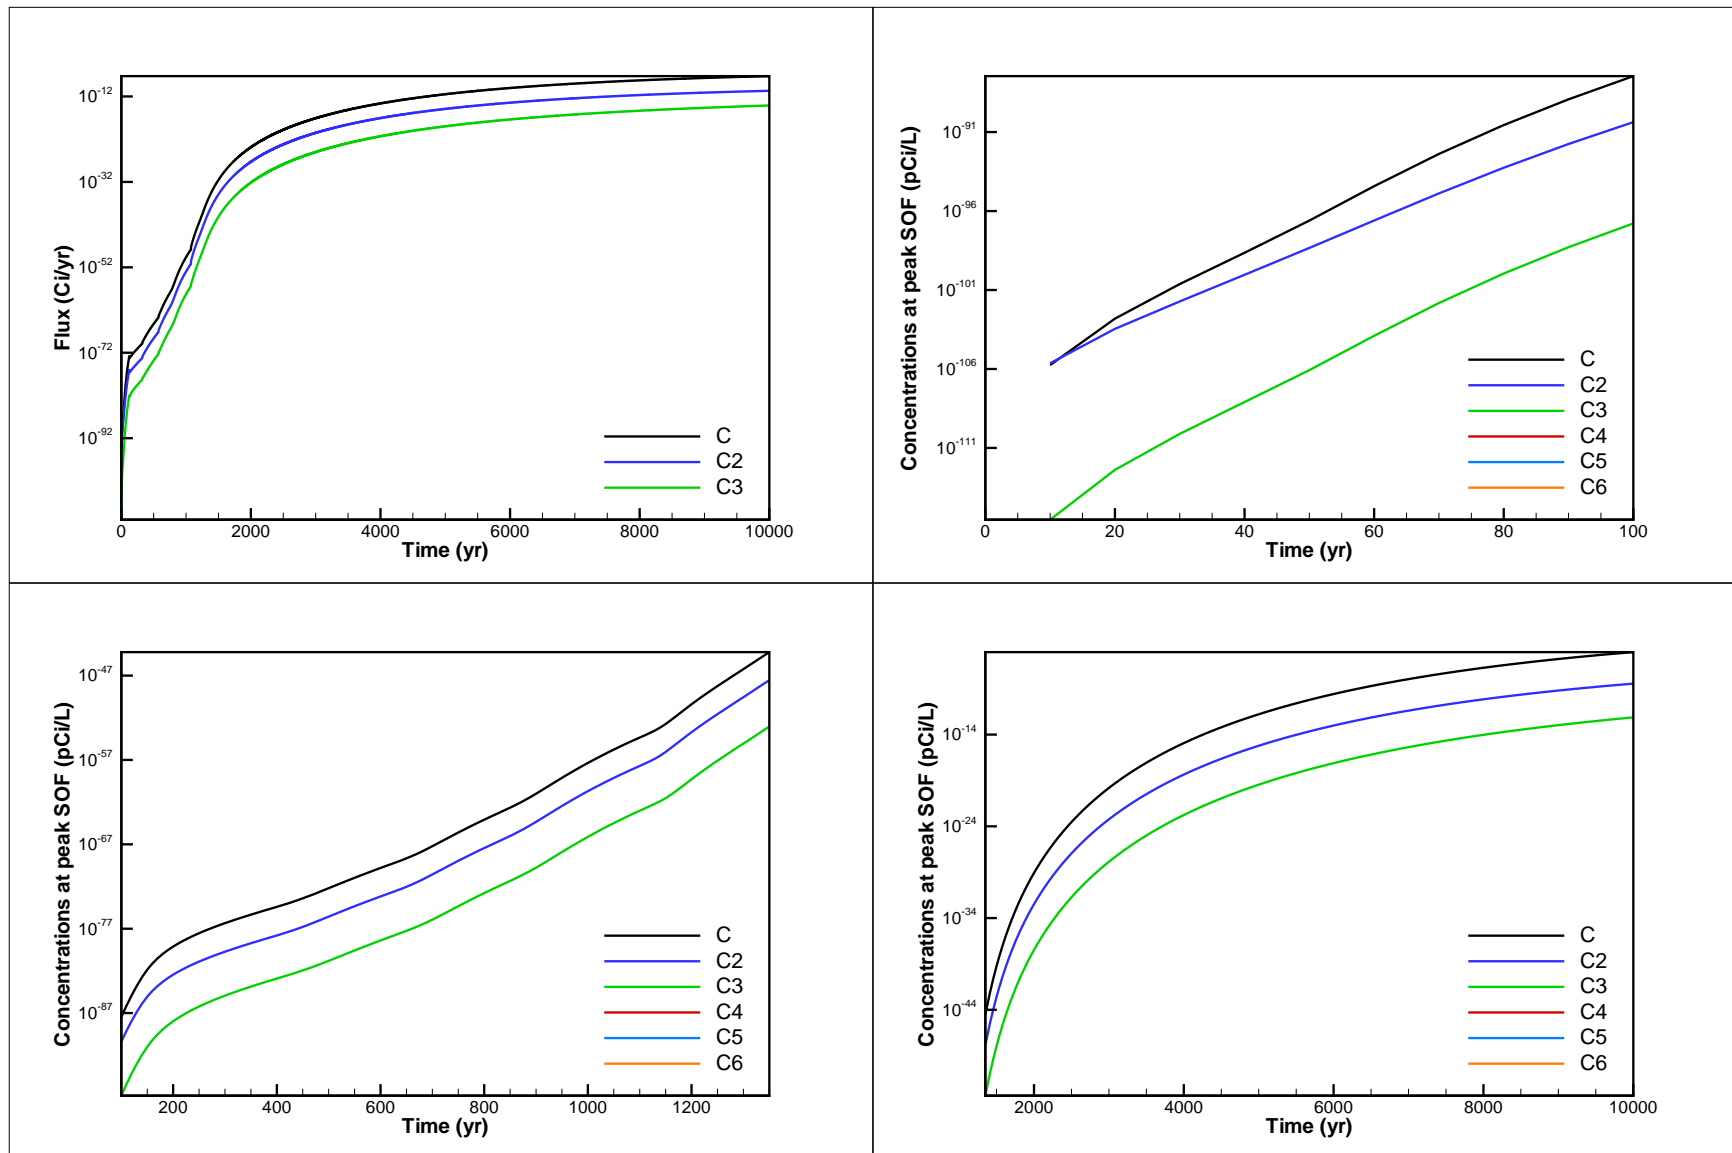 Flux (Ci/yr)
10-12
10-32
10-52
10-72
10-92
C
C2
C3
0 2000 4000 6000 8000 10000
Time (yr)
Concentrations at peak SOF (pCi/L)
10-91
10-96
10-101
10-106
10-111
C
C2
C3
C4
C5
C6
0 20 40 60 80 100
Time (yr)
Concentrations at peak SOF (pCi/L)
10-47
10-57
10-67
10-77
10-87
C
C2
C3
C4
C5
C6
200 400 600 800 1000 1200
Time (yr)
Concentrations at peak SOF (pCi/L)
10-14
10-24
10-34
10-44
C
C2
C3
C4
C5
C6
2000 4000 6000 8000 10000
Time (yr)